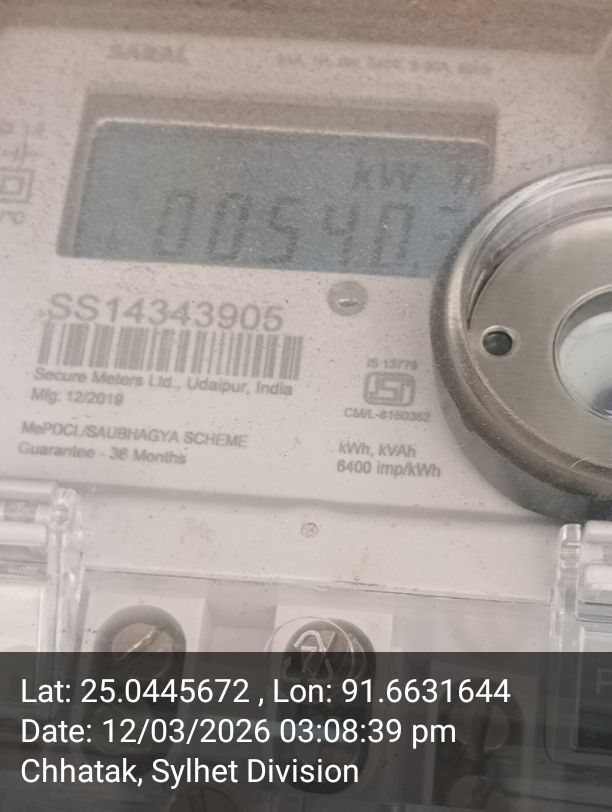 SARAL
kW h
00540.
SS14343905
Secure Meters Ltd., Udaipur, India
Mfg: 12/2019
MePDCL/SAUBHAGYA SCHEME
Guarantee - 36 Months
IS 13779
ISI
CM/L-8150362
kWh, kVAh
6400 imp/kWh
Lat: 25.0445672 , Lon: 91.6631644
Date: 12/03/2026 03:08:39 pm
Chhatak, Sylhet Division